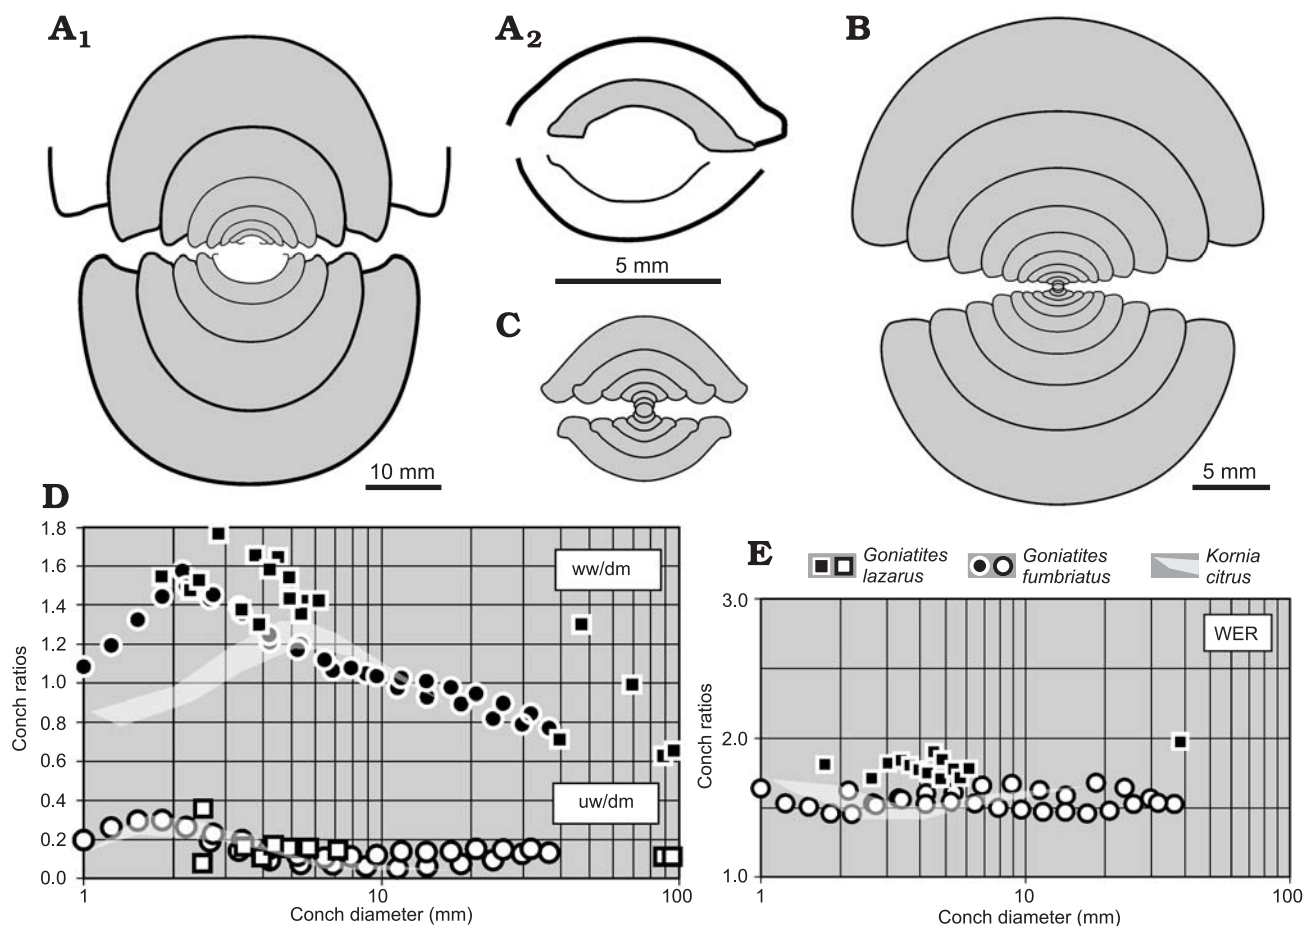 A1
A2
B
5 mm
C
10 mm
5 mm
D
1.8
1.6
1.4
1.2
1.0
0.8
0.6
0.4
0.2
0.0
Conch ratios
ww/dm
uw/dm
1
10
100
Conch diameter (mm)
E
Goniatites
lazarus
Goniatites
fumbriatus
Kornia
citrus
3.0
2.0
1.0
Conch ratios
WER
1
10
100
Conch diameter (mm)